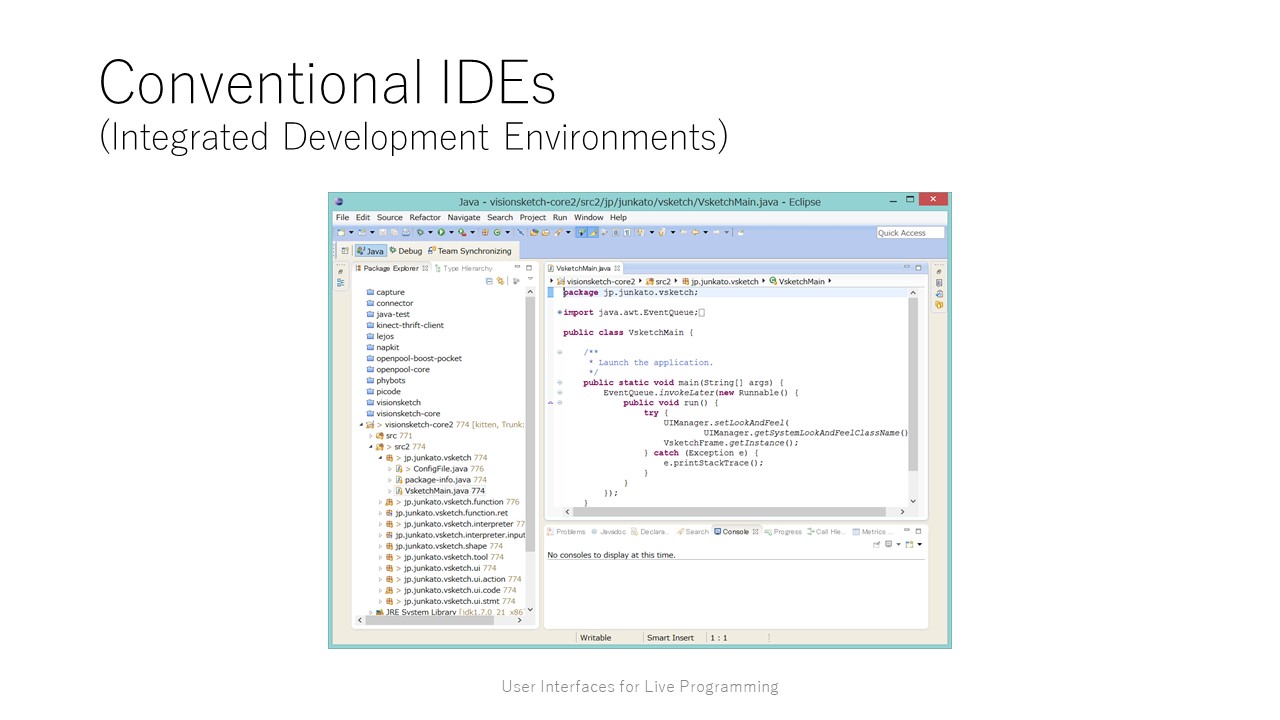 Conventional IDEs
(Integrated Development Environments)
Java - visionsketch-core2/src2/jp/junkato/vsketch/VsketchMain.java - Eclipse
File Edit Source Refactor Navigate Search Project Run Window Help
Quick Access
Java Debug Team Synchronizing
Package Explorer Type Hierarchy
capture
connector
java-test
kinect-thrift-client
lejos
napkit
openpool-boost-pocket
openpool-core
phybots
picode
visionsketch
visionsketch-core
> visionsketch-core2 774 [kitten, Trunk:
src 771
> src2 774
> jp.junkato.vsketch 774
> ConfigFile.java 776
package-info.java 774
VsketchMain.java 774
> jp.junkato.vsketch.function 776
jp.junkato.vsketch.function.ret
> jp.junkato.vsketch.interpreter 77
> jp.junkato.vsketch.interpreter.input
jp.junkato.vsketch.shape 774
> jp.junkato.vsketch.tool 774
> jp.junkato.vsketch.ui 774
> jp.junkato.vsketch.ui.action 774
> jp.junkato.vsketch.ui.code 774
> jp.junkato.vsketch.ui.stmt 774
JRE System Library [jdk1.7.0_21_x86
VsketchMain.java
visionsketch-core2 src2 jp.junkato.vsketch VsketchMain
package jp.junkato.vsketch;
import java.awt.EventQueue;
public class VsketchMain {
/**
* Launch the application.
*/
public static void main(String[] args) {
EventQueue.invokeLater(new Runnable() {
public void run() {
try {
UIManager.setLookAndFeel(
UIManager.getSystemLookAndFeelClassName()
VsketchFrame.getInstance();
} catch (Exception e) {
e.printStackTrace();
}
}
});
}
Problems Javadoc Declara... Search Console Progress Call Hie... Metrics ...
No consoles to display at this time.
Writable Smart Insert 1 : 1
User Interfaces for Live Programming